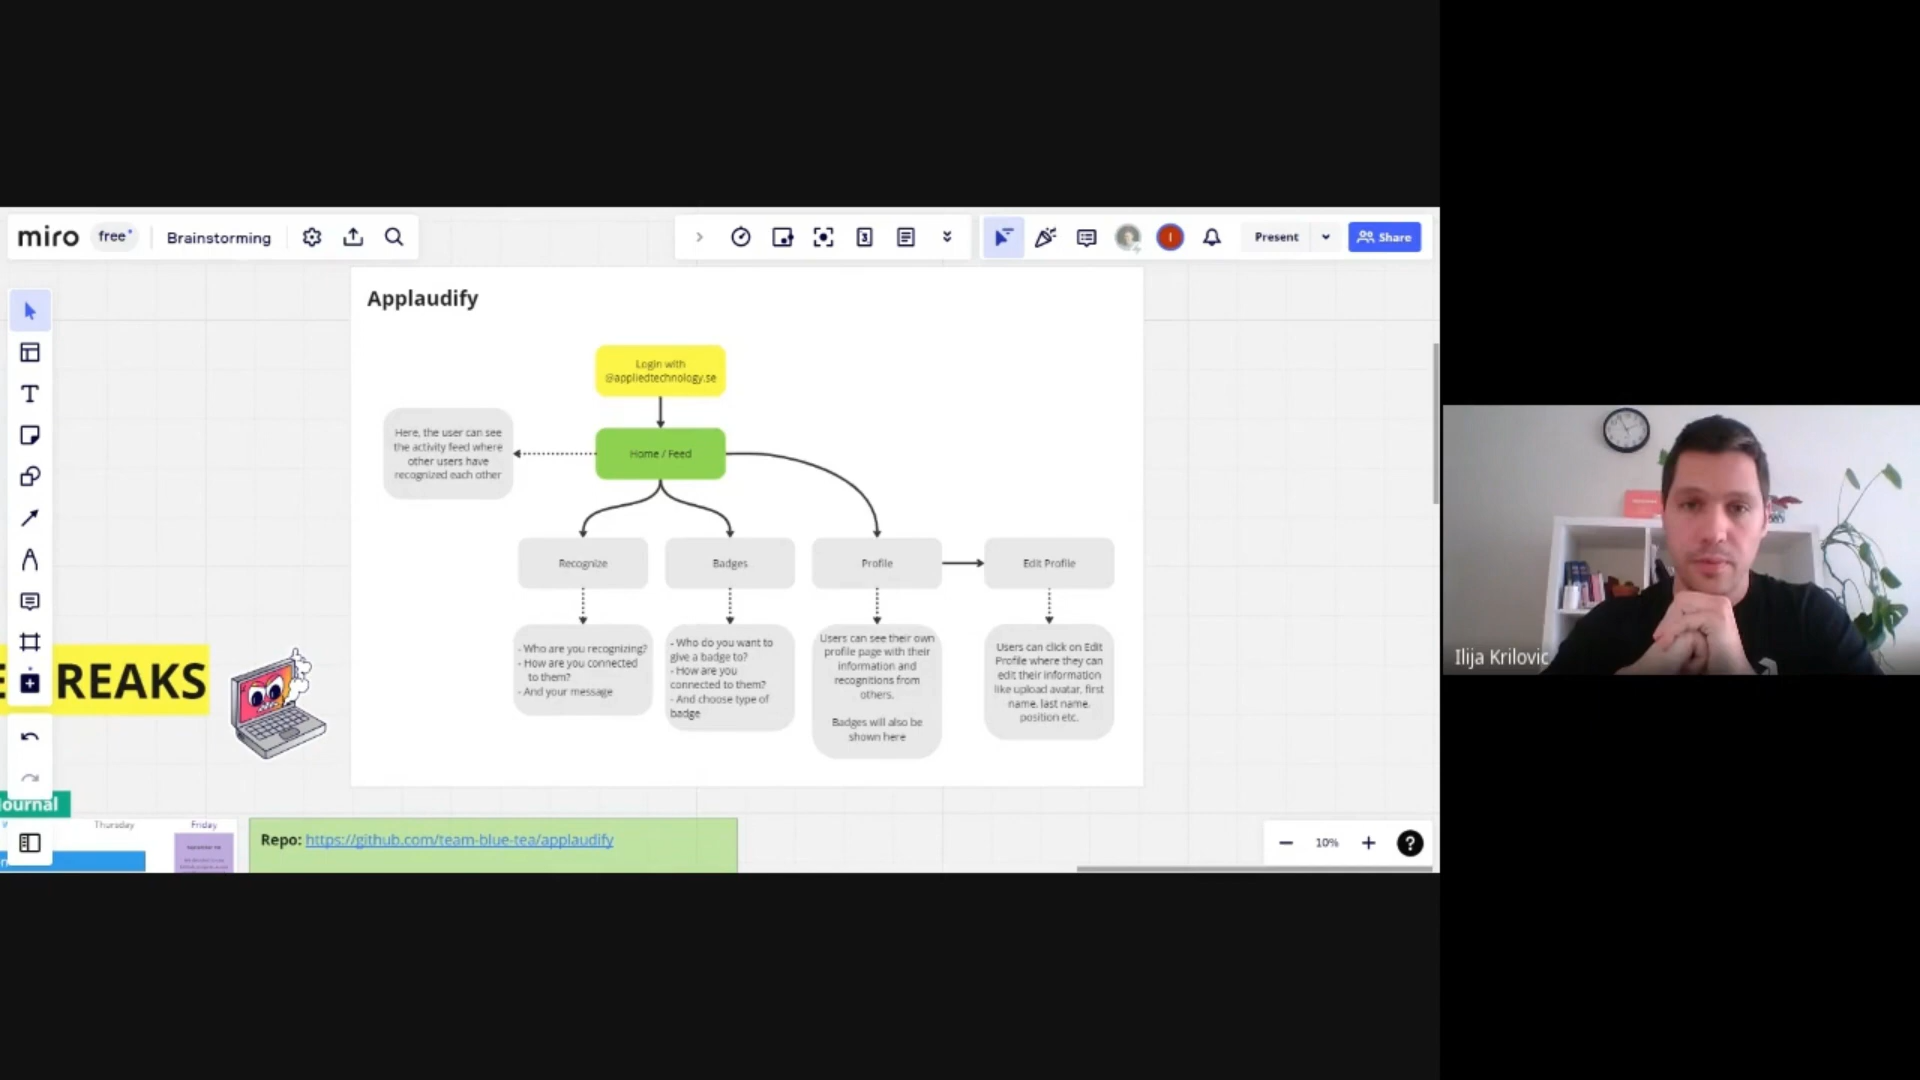 miro
free
Brainstorming
3
I
Present
Share
Applaudify
Login with
@appliedtechnology.se
Here, the user can see
the activity feed where
other users have
recognized each other
Home / Feed
Recognize
Badges
Profile
Edit Profile
- Who are you recognizing?
- How are you connected
to them?
- And your message
- Who do you want to
give a badge to?
- How are you
connected to them?
- And choose type of
badge
Users can see their own
profile page with their
information and
recognitions from
others.
Badges will also be
shown here
Users can click on Edit
Profile where they can
edit their information
like upload avatar, first
name, last name,
position etc.
REAKS
ournal
Thursday
Friday
Repo: https://github.com/team-blue-tea/applaudify
10%
?
Ilija Krilovic